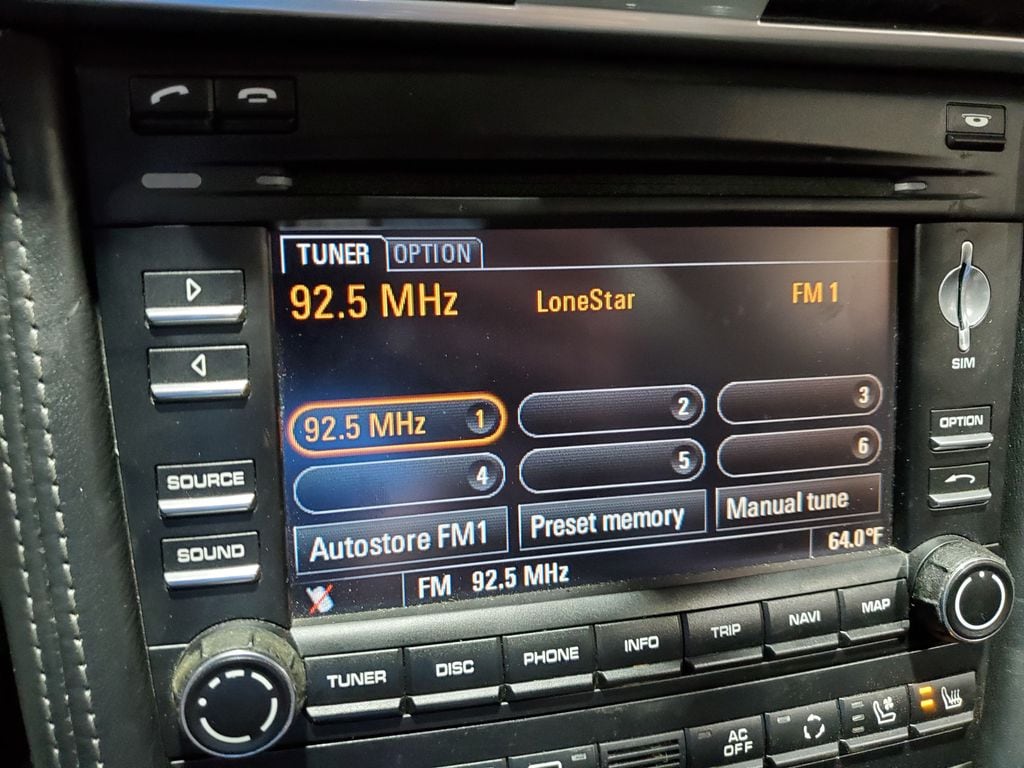 TUNER OPTION
92.5 MHz LoneStar FM 1
SIM
92.5 MHz 1 2 3
4 5 6
OPTION
SOURCE
Autostore FM1 Preset memory Manual tune
SOUND
FM 92.5 MHz 64.0°F
TUNER DISC PHONE INFO TRIP NAVI MAP
AC
OFF